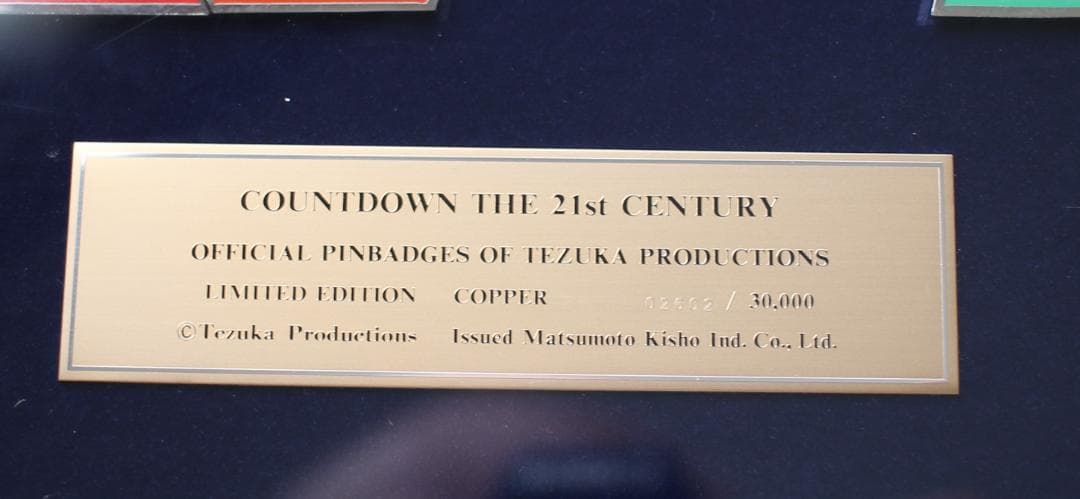 COUNTDOWN THE 21st CENTURY
OFFICIAL PINBADGES OF TEZUKA PRODUCTIONS
LIMITED EDITION COPPER 02602 / 30,000
©Tezuka Productions Issued Matsumoto Kisho Ind. Co., Ltd.